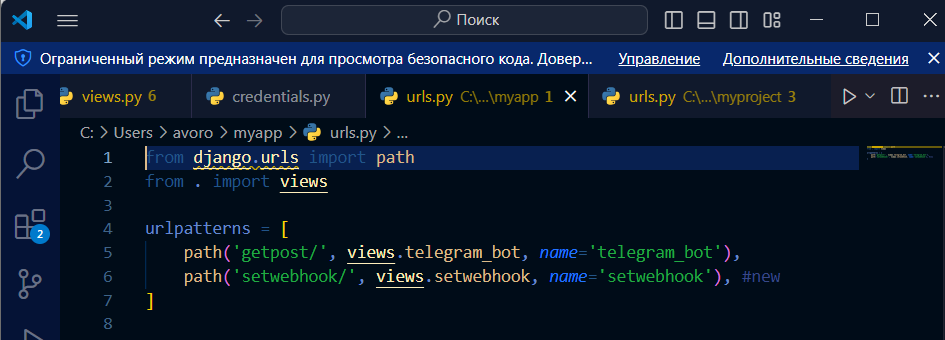 Поиск
Ограниченный режим предназначен для просмотра безопасного кода. Довер... Управление Дополнительные сведения
views.py 6 credentials.py urls.py C:\...\myapp 1 urls.py C:\...\myproject 3
C: > Users > avoro > myapp > urls.py > ...
1 from django.urls import path
2 from . import views
3
4 urlpatterns = [
5 path('getpost/', views.telegram_bot, name='telegram_bot'),
6 path('setwebhook/', views.setwebhook, name='setwebhook'), #new
7 ]
8
2